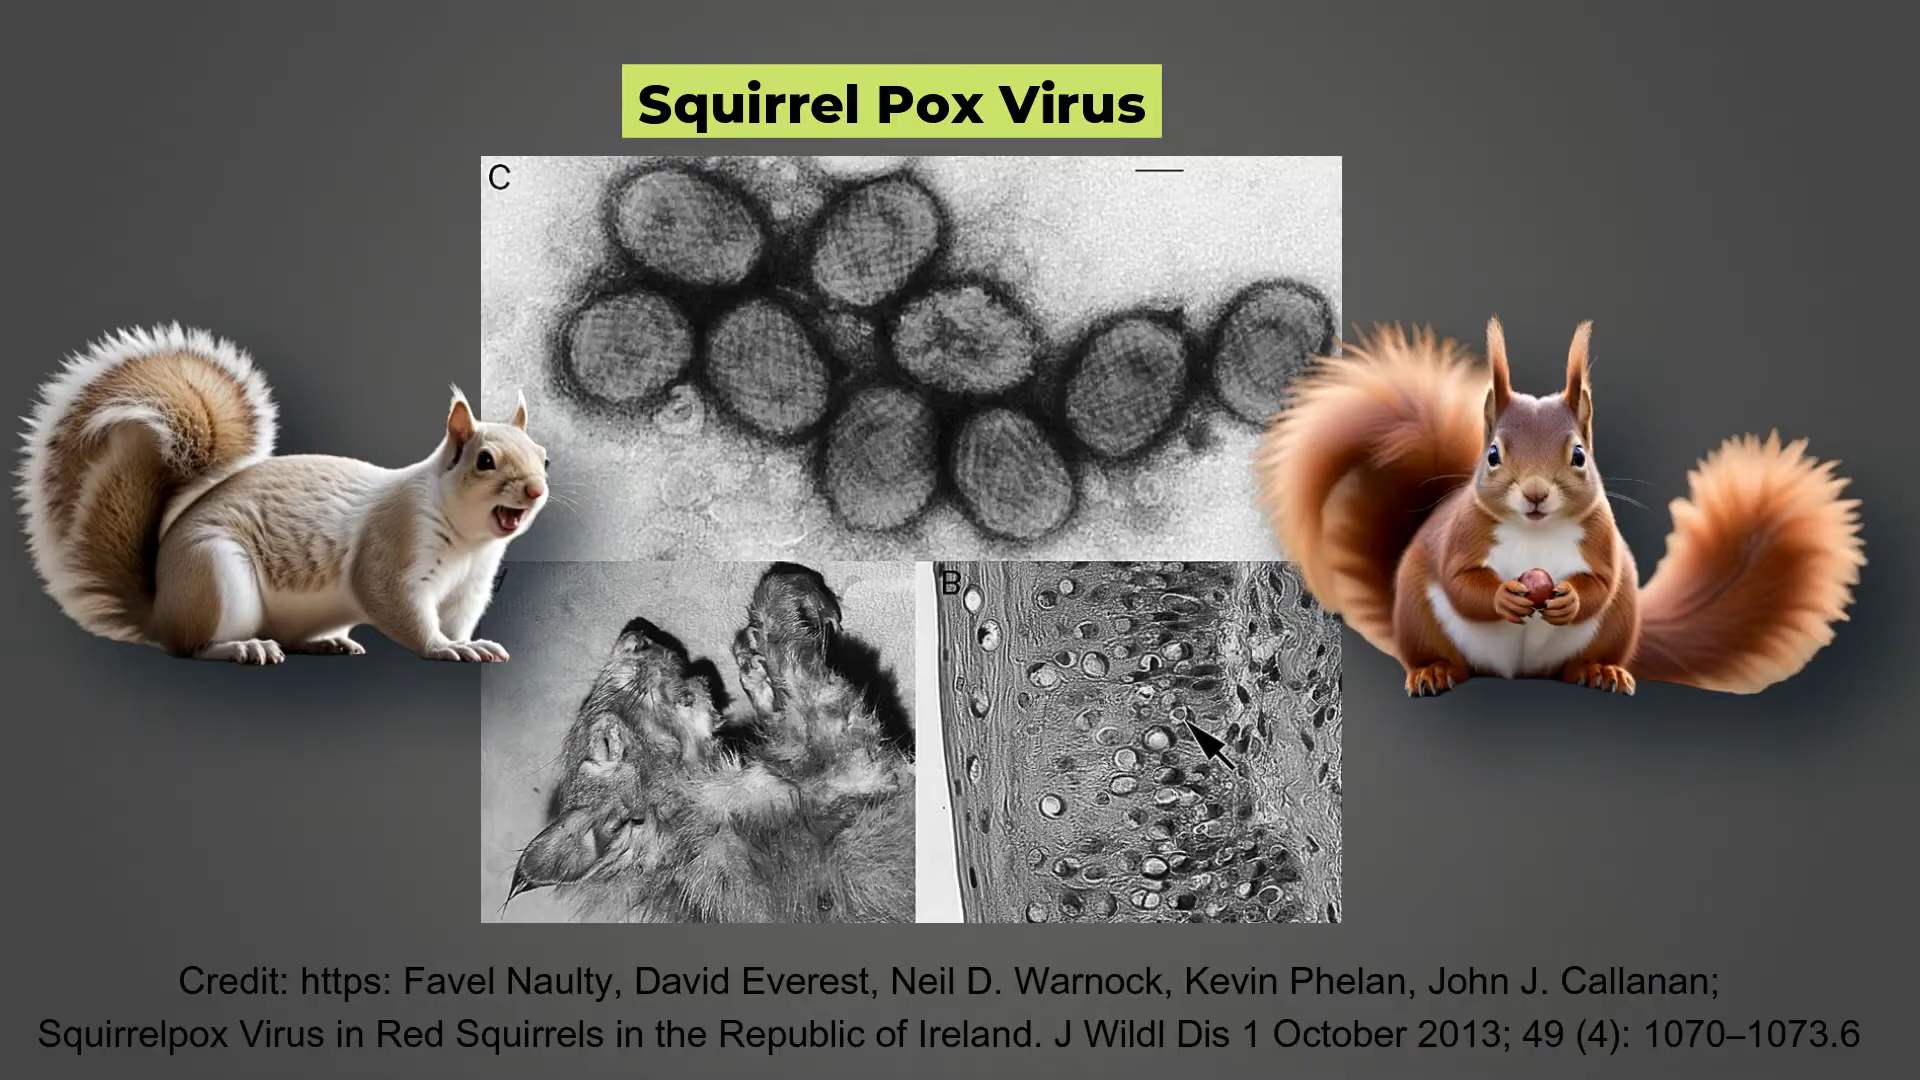 Squirrel Pox Virus
C
B
Credit: https: Favel Naulty, David Everest, Neil D. Warnock, Kevin Phelan, John J. Callanan;
Squirrelpox Virus in Red Squirrels in the Republic of Ireland. J Wildl Dis 1 October 2013; 49 (4): 1070–1073.6